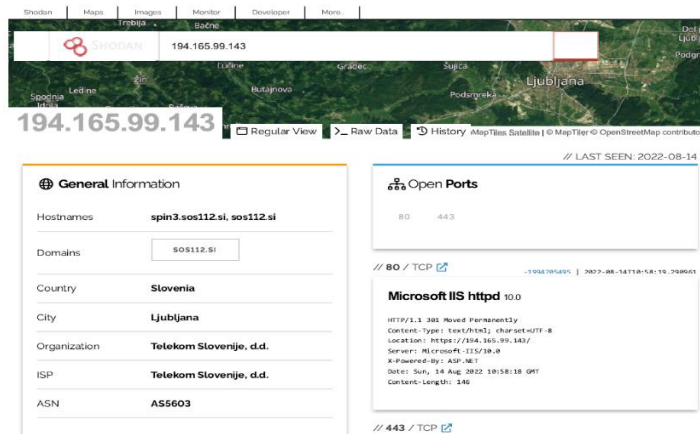 Shodan Maps Images Monitor Developer More...
Trebija
Bačne
SHODAN 194.165.99.143
Lučine
Gradec
Šujica
Ljubljana
Žiri
Butajnova
Podsmreka
Ledine
Spodnja
Idrija
194.165.99.143
Regular View >_ Raw Data History MapTiles Satellite | © MapTiler © OpenStreetMap contributo
// LAST SEEN: 2022-08-14
General Information
Hostnames spin3.sos112.si, sos112.si
Domains SOS112.SI
Country Slovenia
City Ljubljana
Organization Telekom Slovenije, d.d.
ISP Telekom Slovenije, d.d.
ASN AS5603
Open Ports
80 443
// 80 / TCP
-1994705495 | 2022-08-14T10:58:19.290961
Microsoft IIS httpd 10.0
HTTP/1.1 301 Moved Permanently
Content-Type: text/html; charset=UTF-8
Location: https://194.165.99.143/
Server: Microsoft-IIS/10.0
X-Powered-By: ASP.NET
Date: Sun, 14 Aug 2022 10:58:18 GMT
Content-Length: 146
// 443 / TCP